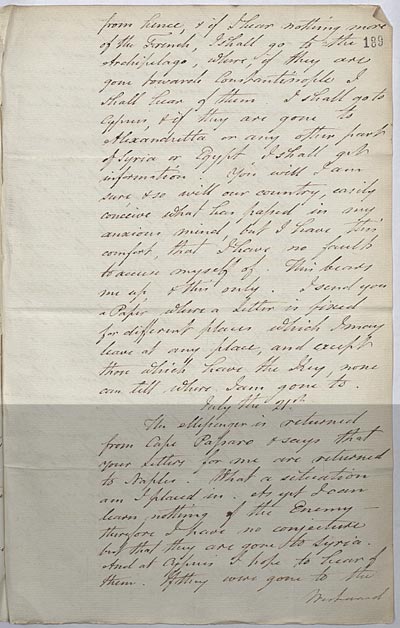 from hence, & if I hear nothing more
189
of the French, I shall go to the
Archipelago, where, if they are
gone towards Constantinople I
shall hear of them. I shall go to
Cyprus, & if they are gone to
Alexandretta or any other part
of Syria or Egypt, I shall get
information. You will I am
sure, & so will our country, easily
conceive what has passed in my
anxious mind, but I have this
comfort, that I have no fault
to accuse myself of. This bears
me up, & this only. I send you
a Paper, where a Letter is fixed
for different places which I may
leave at any place, and except
those which have the Key, none
can tell where I am gone to.
July the 21st.
The Messenger is returned
from Cape Passaro & says that
your Letters for me are returned
to Naples. What a situation
am I placed in. As yet I can
learn nothing of the Enemy —
therefore I have no conjecture
but that they are gone to Syria.
And at Cyprus I hope to hear of
them. If they were gone to the
Westward